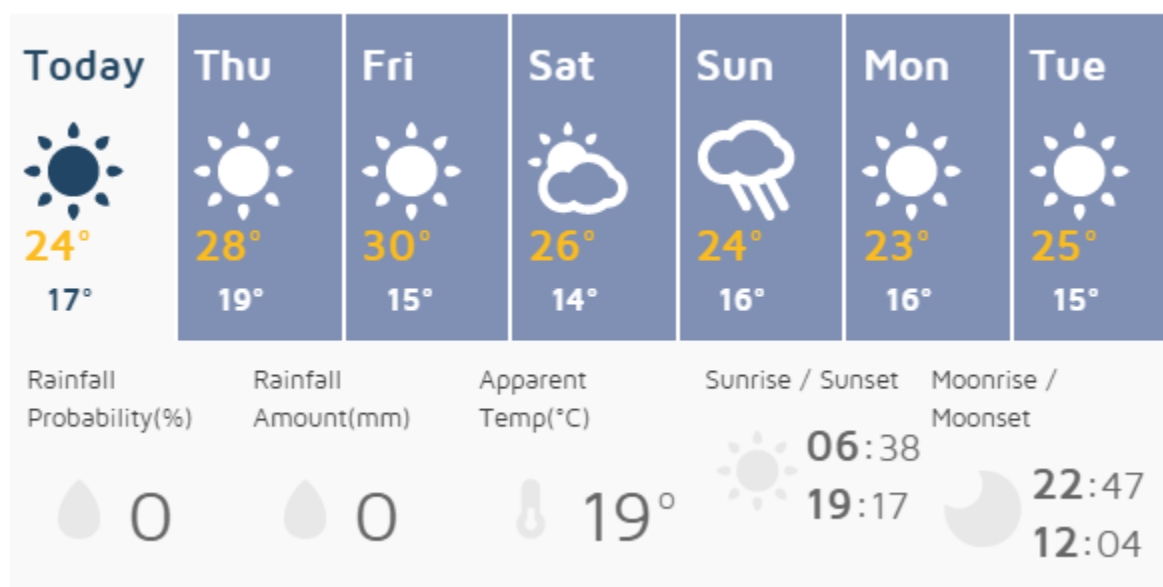 Today Thu Fri Sat Sun Mon Tue
24° 28° 30° 26° 24° 23° 25°
17° 19° 15° 14° 16° 16° 15°
Rainfall Rainfall Apparent Sunrise / Sunset Moonrise /
Probability(%) Amount(mm) Temp(°C) Moonset
06:38
22:47
0 0 19° 19:17
12:04